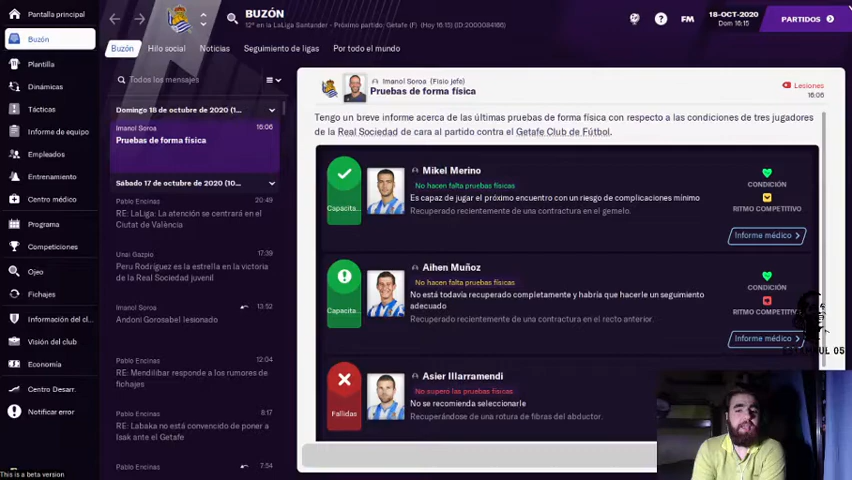 Pantalla principal
BUZÓN
12º en la LaLiga Santander - Próximo partido: Getafe (F) (Hoy 16:15) (ID:2000084166)
FM
18-OCT-2020
Dom 16:15
PARTIDOS
Buzón
Plantilla
Dinámicas
Tácticas
Informe de equipo
Empleados
Entrenamiento
Centro médico
Programa
Competiciones
Ojeo
Fichajes
Información del cl...
Visión del club
Economía
Centro Desarr.
Notificar error
This is a beta version
Buzón
Hilo social
Noticias
Seguimiento de ligas
Por todo el mundo
Todos los mensajes
Domingo 18 de octubre de 2020 (1...
Imanol Soroa
16:06
Pruebas de forma física
Sábado 17 de octubre de 2020 (10...
Pablo Encinas
20:49
RE: LaLiga: La atención se centrará en el
Ciutat de València
Unai Gazpio
17:39
Peru Rodríguez es la estrella en la victoria
de la Real Sociedad juvenil
Imanol Soroa
13:52
Andoni Gorosabel lesionado
Pablo Encinas
12:04
RE: Mendilibar responde a los rumores de
fichajes
Pablo Encinas
8:17
RE: Labaka no está convencido de poner a
Isak ante el Getafe
Pablo Encinas
7:54
Imanol Soroa (Fisio jefe)
Pruebas de forma física
Lesiones
16:06
Tengo un breve informe acerca de las últimas pruebas de forma física con respecto a las condiciones de tres jugadores
de la Real Sociedad de cara al partido contra el Getafe Club de Fútbol.
Capacita...
Mikel Merino
No hacen falta pruebas físicas
Es capaz de jugar el próximo encuentro con un riesgo de complicaciones mínimo
Recuperado recientemente de una contractura en el gemelo.
CONDICIÓN
RITMO COMPETITIVO
Informe médico
Capacita...
Aihen Muñoz
No hacen falta pruebas físicas
No está todavía recuperado completamente y habría que hacerle un seguimiento
adecuado
Recuperado recientemente de una contractura en el recto anterior.
CONDICIÓN
RITMO COMPETITIVO
Informe médico
Fallidas
Asier Illarramendi
No supero las pruebas físicas
No se recomienda seleccionarle
Recuperándose de una rotura de fibras del abductor.